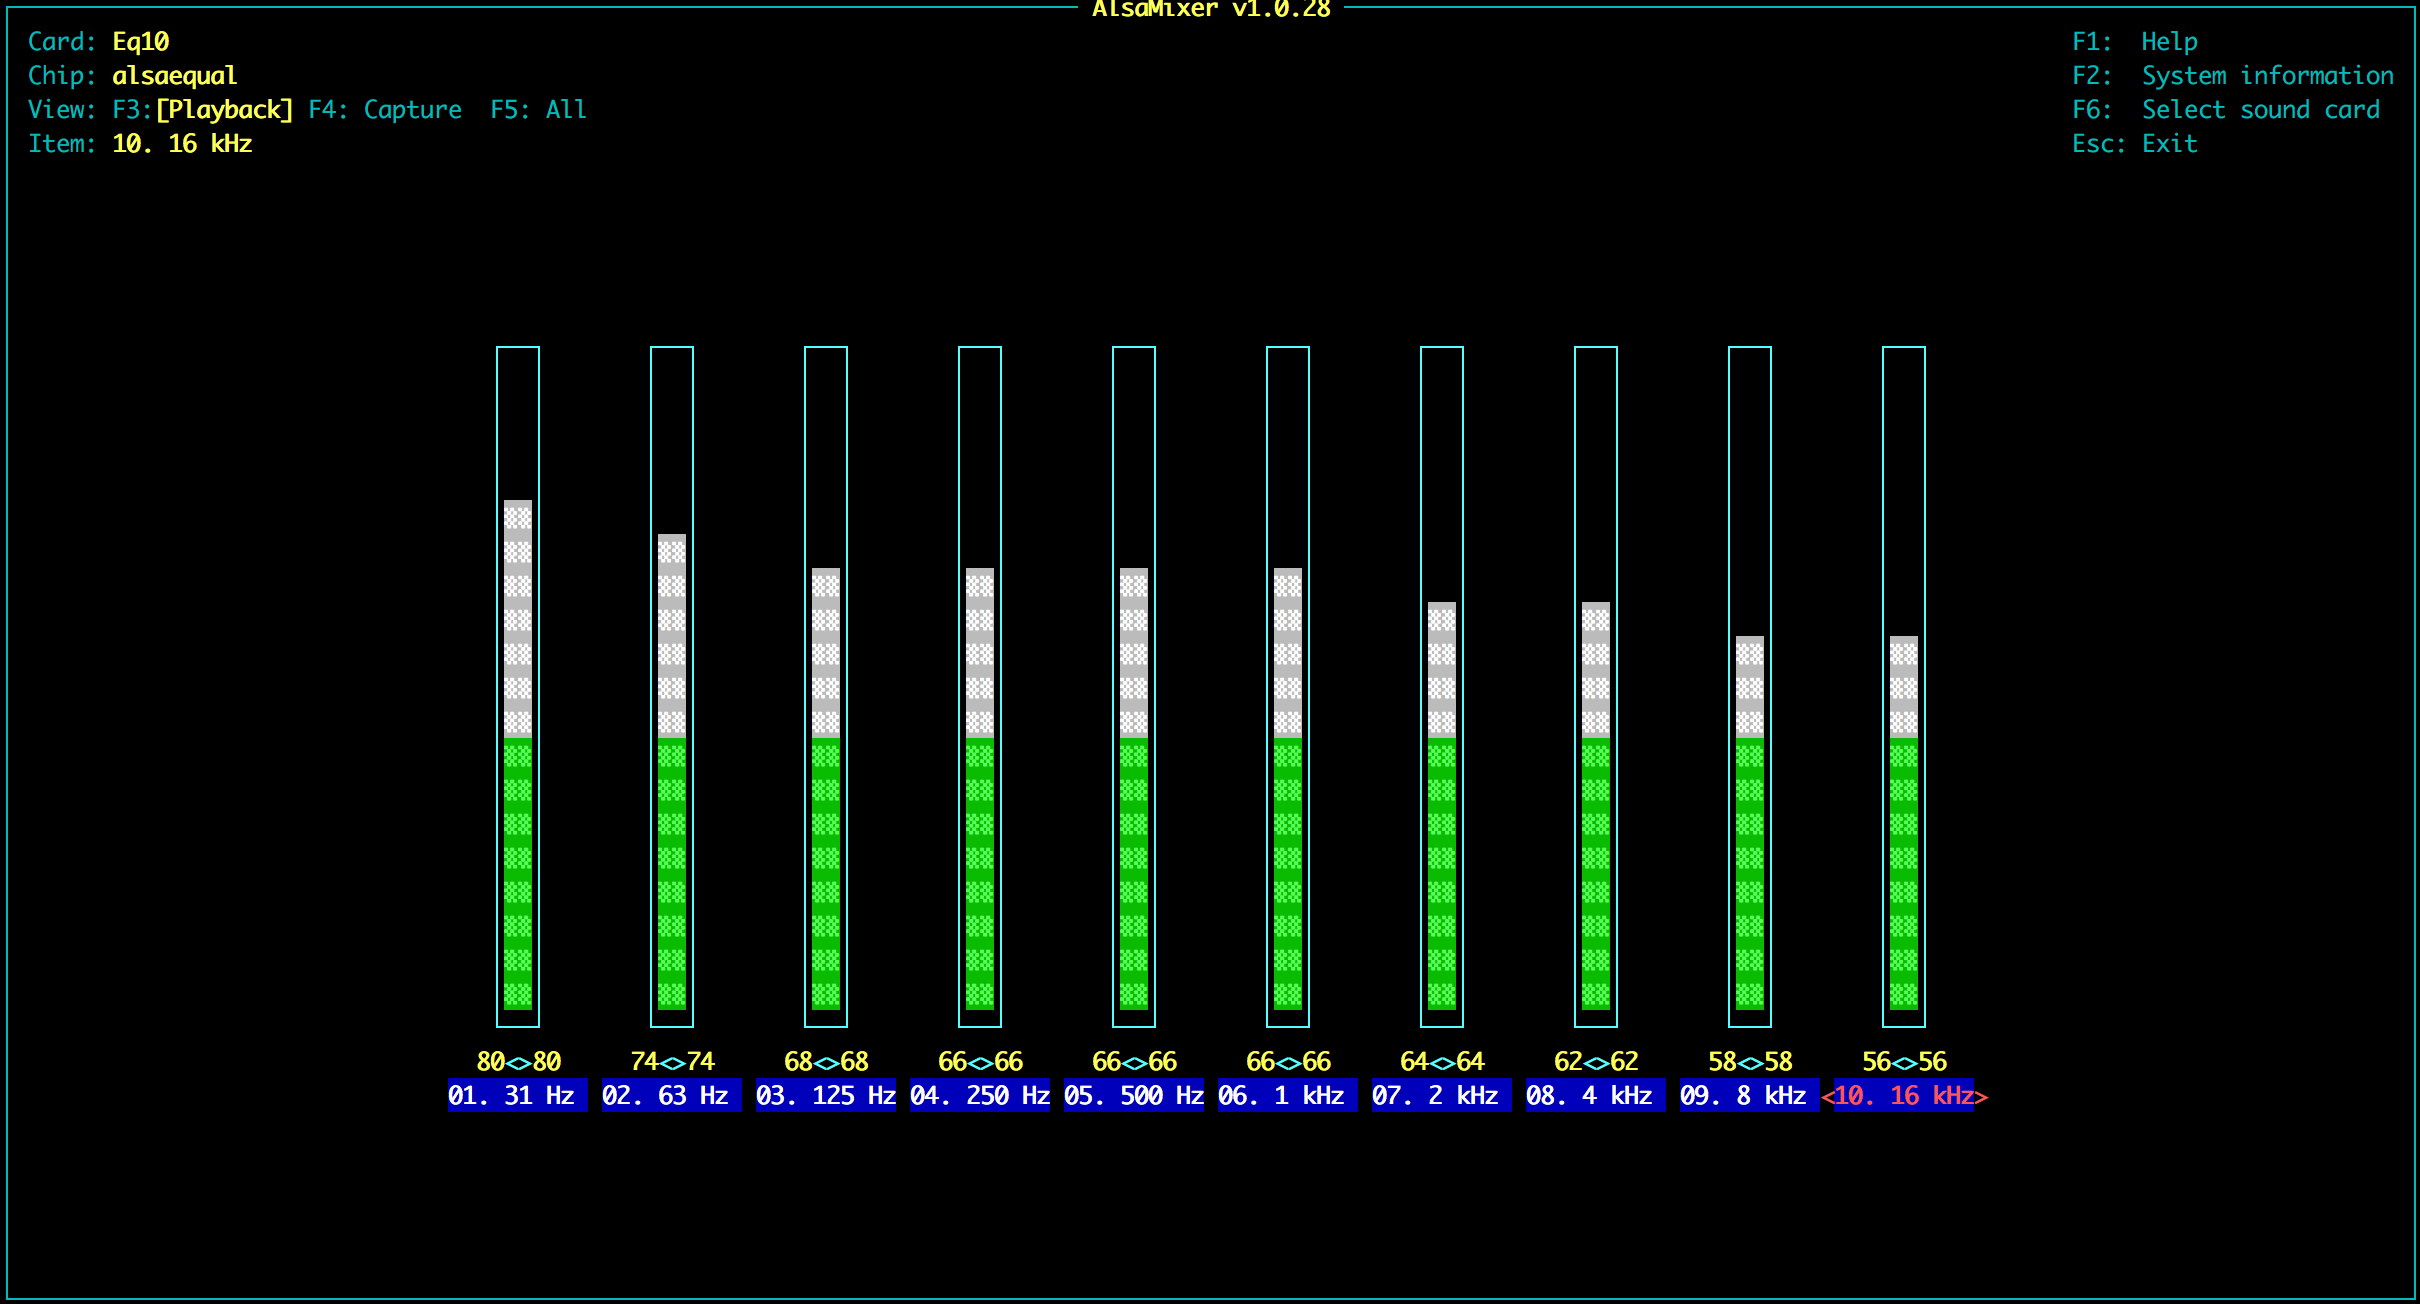 AlsaMixer v1.0.28
Card: Eq10 F1: Help
Chip: alsaequal F2: System information
View: F3:[Playback] F4: Capture F5: All F6: Select sound card
Item: 10. 16 kHz Esc: Exit
80<>80 74<>74 68<>68 66<>66 66<>66 66<>66 64<>64 62<>62 58<>58 56<>56
01. 31 Hz 02. 63 Hz 03. 125 Hz 04. 250 Hz 05. 500 Hz 06. 1 kHz 07. 2 kHz 08. 4 kHz 09. 8 kHz <10. 16 kHz>